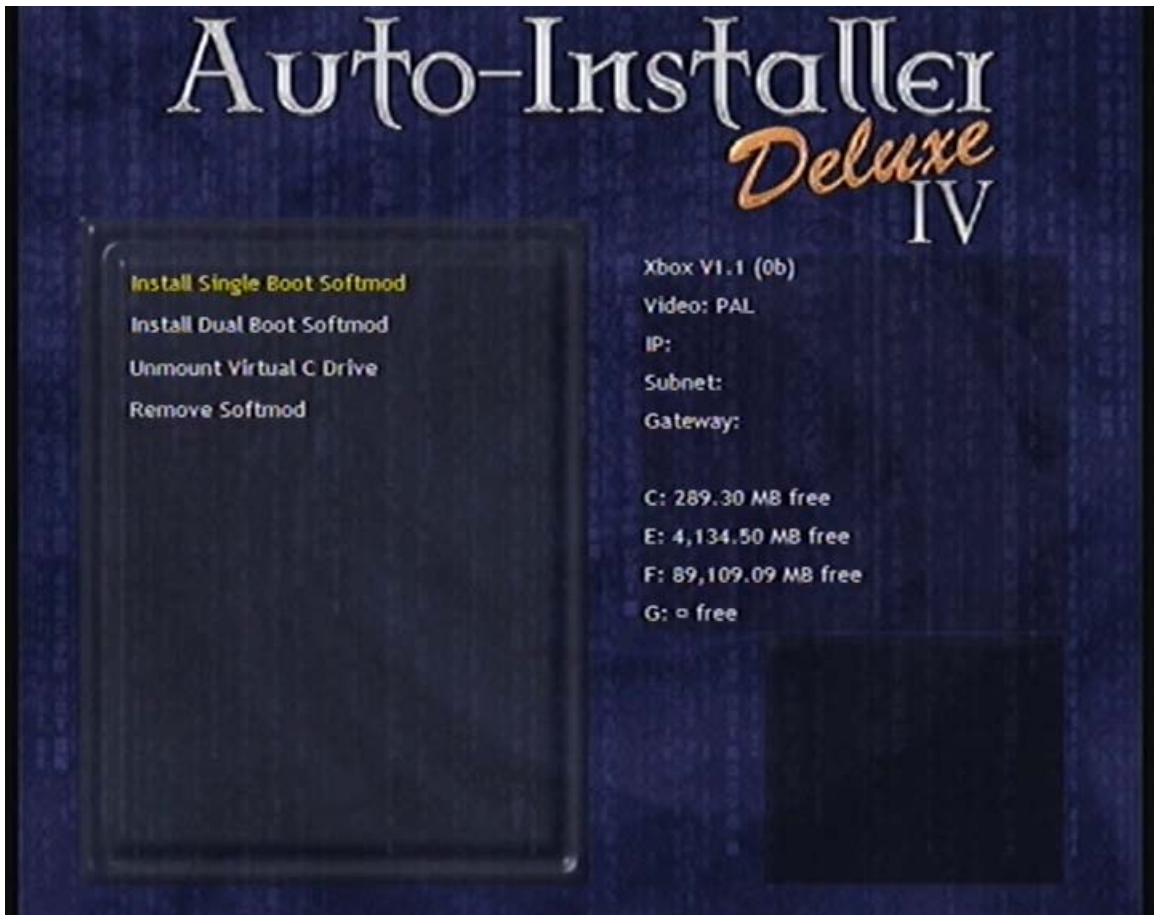 Auto-Installer
Deluxe
IV
Install Single Boot Softmod
Install Dual Boot Softmod
Unmount Virtual C Drive
Remove Softmod
Xbox V1.1 (0b)
Video: PAL
IP:
Subnet:
Gateway:
C: 289.30 MB free
E: 4,134.50 MB free
F: 89,109.09 MB free
G: ¤ free